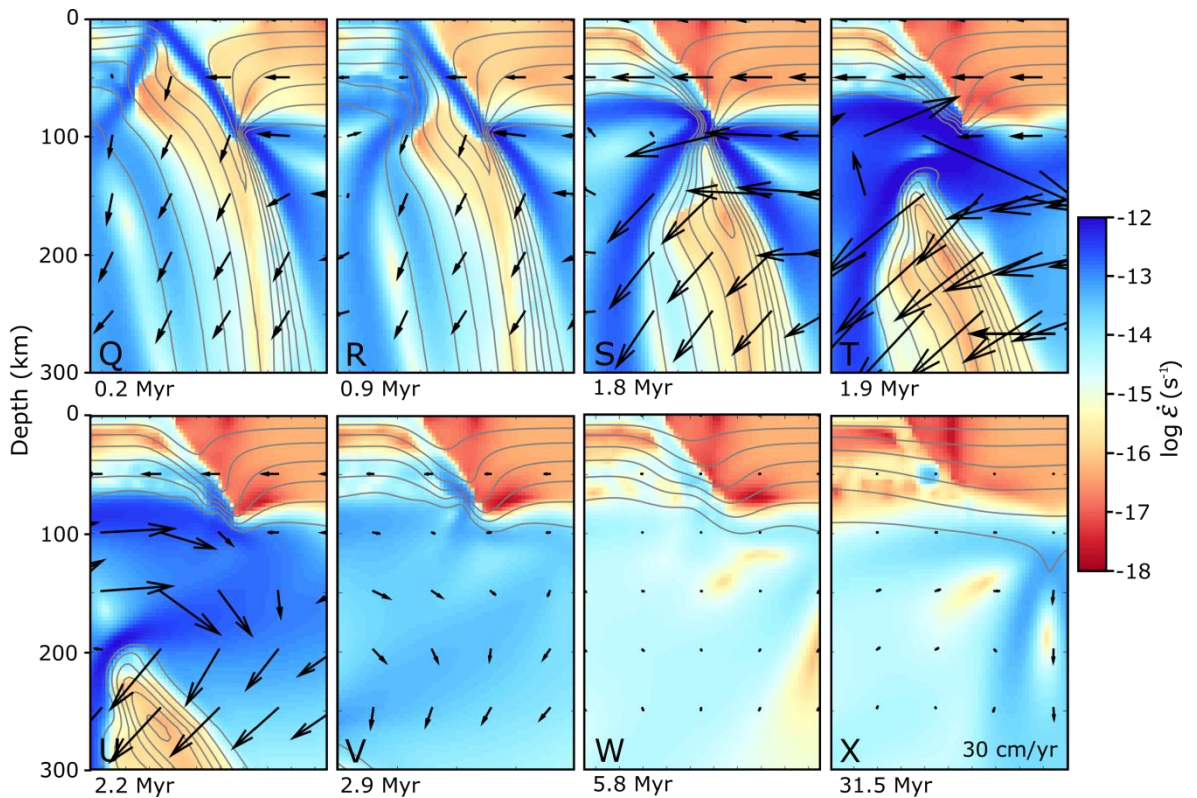 0
100
200
300
Depth (km)
Q
R
S
T
0.2 Myr
0.9 Myr
1.8 Myr
1.9 Myr
-12
-13
-14
-15
-16
-17
-18
log ε̇ (s⁻¹)
0
100
200
300
U
V
W
X
30 cm/yr
2.2 Myr
2.9 Myr
5.8 Myr
31.5 Myr